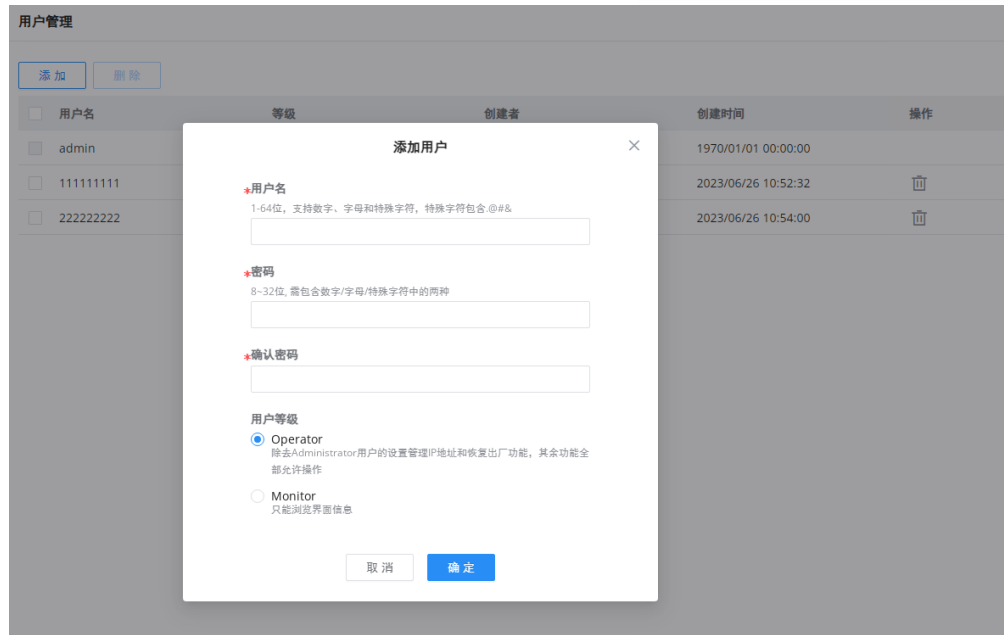 用户管理
添加 删除
用户名 等级 创建者 创建时间 操作
admin 1970/01/01 00:00:00
111111111 2023/06/26 10:52:32
222222222 2023/06/26 10:54:00
添加用户
*用户名
1-64位，支持数字、字母和特殊字符，特殊字符包含.@#&
*密码
8~32位, 需包含数字/字母/特殊字符中的两种
*确认密码
用户等级
Operator
除去Administrator用户的设置管理IP地址和恢复出厂功能，其余功能全
部允许操作
Monitor
只能浏览界面信息
取消 确定